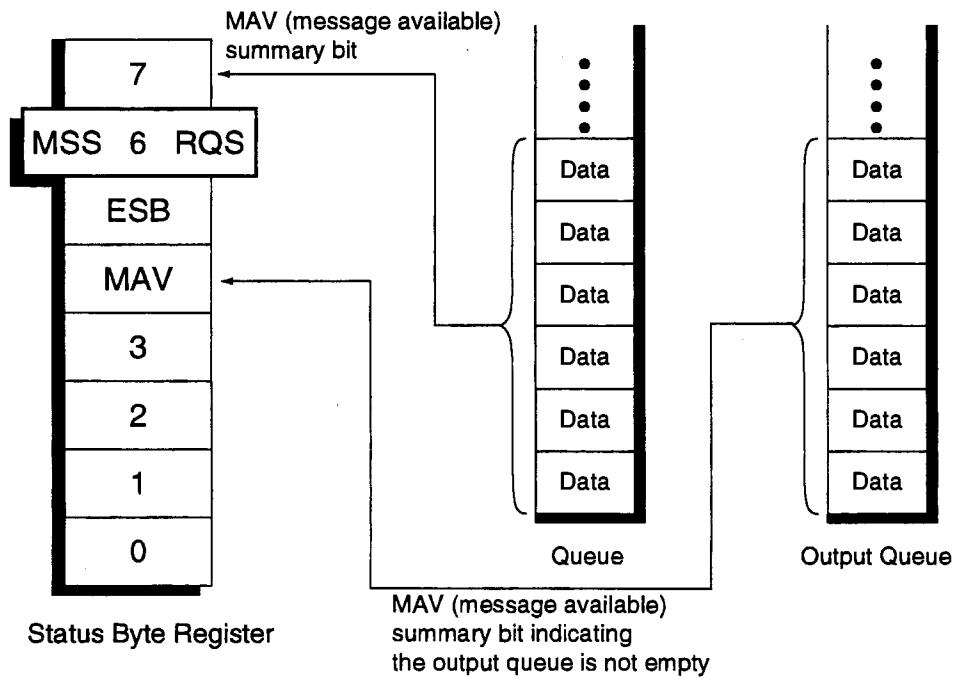 MAV (message available)
summary bit
7
MSS 6 RQS
ESB
MAV
3
2
1
0
Status Byte Register
Data
Data
Data
Data
Data
Data
Queue
Data
Data
Data
Data
Data
Data
Output Queue
MAV (message available)
summary bit indicating
the output queue is not empty